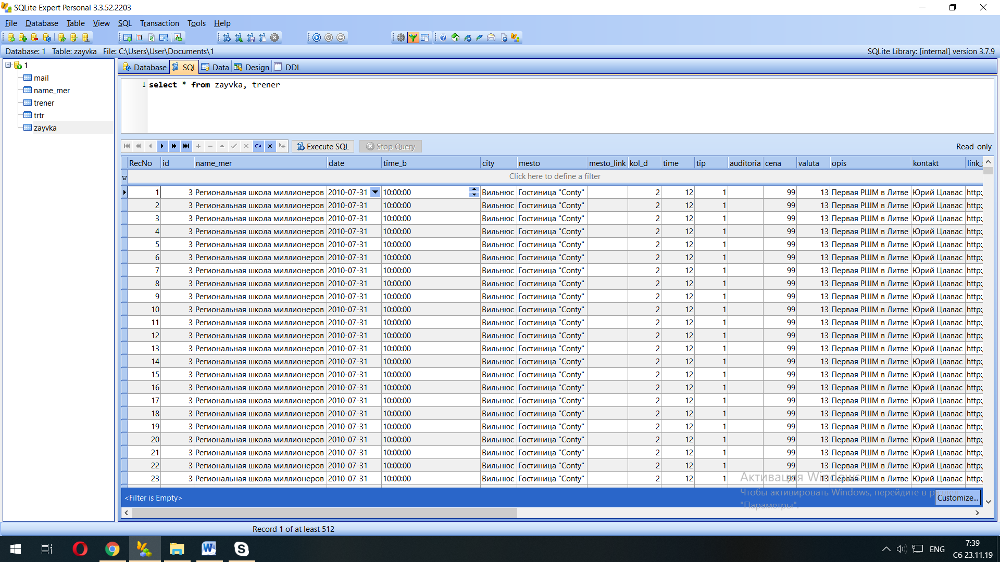 SQLite Expert Personal 3.3.52.2203
File Database Table View SQL Transaction Tools Help
Database: 1 Table: zayvka File: C:\Users\User\Documents\1 SQLite Library: [internal] version 3.7.9
1
mail
name_mer
trener
trtr
zayvka
Database SQL Data Design DDL
1 select * from zayvka, trener
Execute SQL Stop Query Read-only
RecNo id name_mer date time_b city mesto mesto_link kol_d time tip auditoria cena valuta opis kontakt link_
Click here to define a filter
1 3 Региональная школа миллионеров 2010-07-31 10:00:00 Вильнюс Гостиница "Conty" 2 12 1 99 13 Первая РШМ в Литве Юрий Цлавас http:
2 3 Региональная школа миллионеров 2010-07-31 10:00:00 Вильнюс Гостиница "Conty" 2 12 1 99 13 Первая РШМ в Литве Юрий Цлавас http:
3 3 Региональная школа миллионеров 2010-07-31 10:00:00 Вильнюс Гостиница "Conty" 2 12 1 99 13 Первая РШМ в Литве Юрий Цлавас http:
4 3 Региональная школа миллионеров 2010-07-31 10:00:00 Вильнюс Гостиница "Conty" 2 12 1 99 13 Первая РШМ в Литве Юрий Цлавас http:
5 3 Региональная школа миллионеров 2010-07-31 10:00:00 Вильнюс Гостиница "Conty" 2 12 1 99 13 Первая РШМ в Литве Юрий Цлавас http:
6 3 Региональная школа миллионеров 2010-07-31 10:00:00 Вильнюс Гостиница "Conty" 2 12 1 99 13 Первая РШМ в Литве Юрий Цлавас http:
7 3 Региональная школа миллионеров 2010-07-31 10:00:00 Вильнюс Гостиница "Conty" 2 12 1 99 13 Первая РШМ в Литве Юрий Цлавас http:
8 3 Региональная школа миллионеров 2010-07-31 10:00:00 Вильнюс Гостиница "Conty" 2 12 1 99 13 Первая РШМ в Литве Юрий Цлавас http:
9 3 Региональная школа миллионеров 2010-07-31 10:00:00 Вильнюс Гостиница "Conty" 2 12 1 99 13 Первая РШМ в Литве Юрий Цлавас http:
10 3 Региональная школа миллионеров 2010-07-31 10:00:00 Вильнюс Гостиница "Conty" 2 12 1 99 13 Первая РШМ в Литве Юрий Цлавас http:
11 3 Региональная школа миллионеров 2010-07-31 10:00:00 Вильнюс Гостиница "Conty" 2 12 1 99 13 Первая РШМ в Литве Юрий Цлавас http:
12 3 Региональная школа миллионеров 2010-07-31 10:00:00 Вильнюс Гостиница "Conty" 2 12 1 99 13 Первая РШМ в Литве Юрий Цлавас http:
13 3 Региональная школа миллионеров 2010-07-31 10:00:00 Вильнюс Гостиница "Conty" 2 12 1 99 13 Первая РШМ в Литве Юрий Цлавас http:
14 3 Региональная школа миллионеров 2010-07-31 10:00:00 Вильнюс Гостиница "Conty" 2 12 1 99 13 Первая РШМ в Литве Юрий Цлавас http:
15 3 Региональная школа миллионеров 2010-07-31 10:00:00 Вильнюс Гостиница "Conty" 2 12 1 99 13 Первая РШМ в Литве Юрий Цлавас http:
16 3 Региональная школа миллионеров 2010-07-31 10:00:00 Вильнюс Гостиница "Conty" 2 12 1 99 13 Первая РШМ в Литве Юрий Цлавас http:
17 3 Региональная школа миллионеров 2010-07-31 10:00:00 Вильнюс Гостиница "Conty" 2 12 1 99 13 Первая РШМ в Литве Юрий Цлавас http:
18 3 Региональная школа миллионеров 2010-07-31 10:00:00 Вильнюс Гостиница "Conty" 2 12 1 99 13 Первая РШМ в Литве Юрий Цлавас http:
19 3 Региональная школа миллионеров 2010-07-31 10:00:00 Вильнюс Гостиница "Conty" 2 12 1 99 13 Первая РШМ в Литве Юрий Цлавас http:
20 3 Региональная школа миллионеров 2010-07-31 10:00:00 Вильнюс Гостиница "Conty" 2 12 1 99 13 Первая РШМ в Литве Юрий Цлавас http:
21 3 Региональная школа миллионеров 2010-07-31 10:00:00 Вильнюс Гостиница "Conty" 2 12 1 99 13 Первая РШМ в Литве Юрий Цлавас http:
22 3 Региональная школа миллионеров 2010-07-31 10:00:00 Вильнюс Гостиница "Conty" 2 12 1 99 13 Первая РШМ в Литве Юрий Цлавас http:
23 3 Региональная школа миллионеров 2010-07-31 10:00:00 Вильнюс Гостиница "Conty" 2 12 1 99 13 Первая РШМ в Литве Юрий Цлавас http:
Активация Windows
Чтобы активировать Windows, перейдите в раздел
"Параметры".
<Filter is Empty> Customize...
Record 1 of at least 512
ENG
7:39
Сб 23.11.19